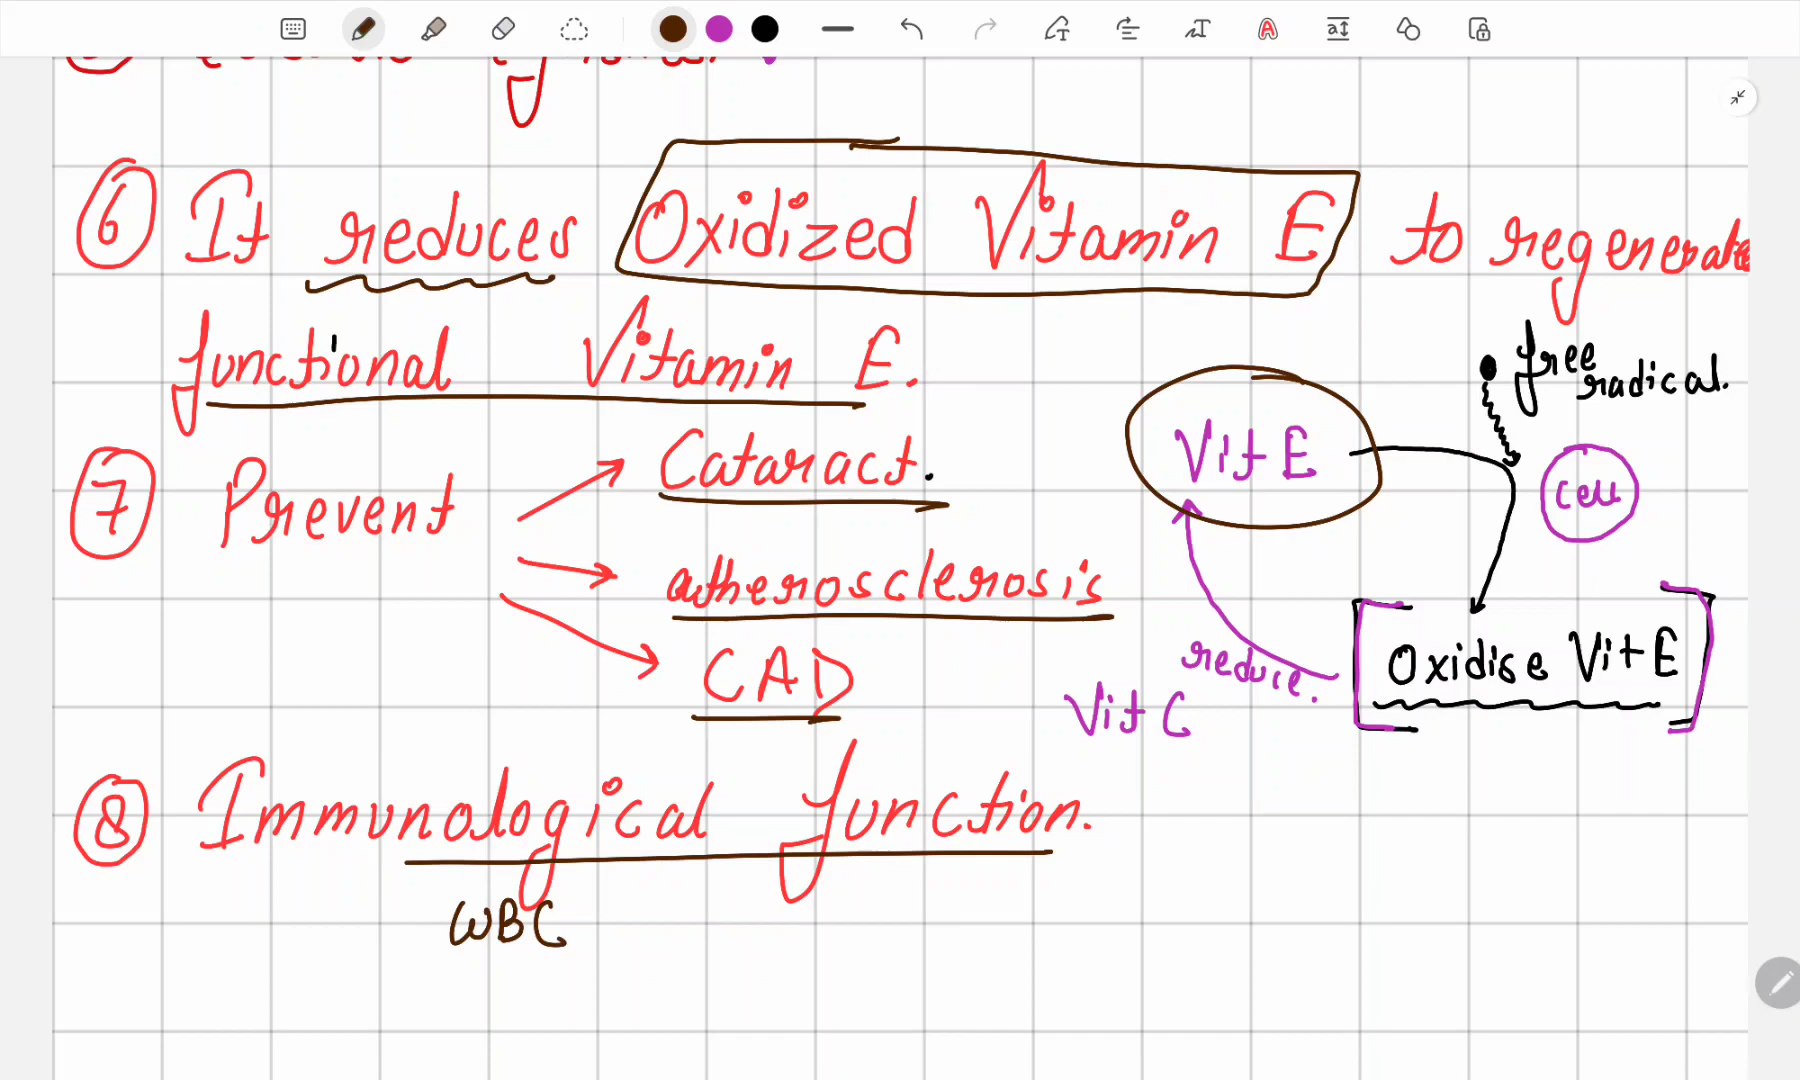 ⑥ It reduces Oxidized Vitamin E to regenerate
functional Vitamin E.
free
radical.
⑦ Prevent
Cataract.
atherosclerosis
CAD
Vit E
cell
Oxidise Vit E
reduce.
Vit C
⑧ Immunological function.
WBC